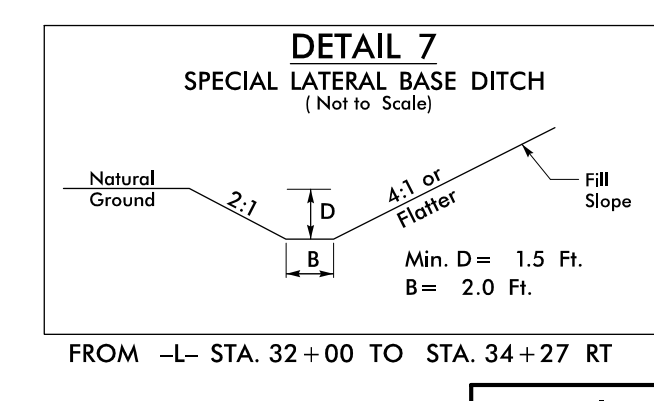 DETAIL 7
SPECIAL LATERAL BASE DITCH
( Not to Scale)
Natural
Ground
2:1
D
B
4:1 or
Flatter
Fill
Slope
Min. D = 1.5 Ft.
B = 2.0 Ft.
FROM -L- STA. 32+00 TO STA. 34+27 RT